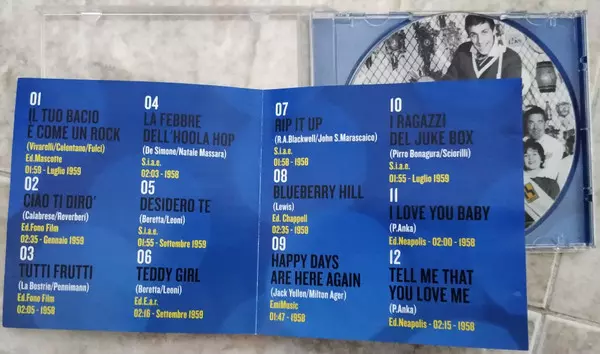 01
IL TUO BACIO
È COME UN ROCK
(Vivarelli/Celentano/Fulci)
Ed.Mascotte
01:59 - Luglio 1959
02
CIAO TI DIRO'
(Calabrese/Reverberi)
Ed.Fono Film
02:35 - Gennaio 1959
03
TUTTI FRUTTI
(La Bostrie/Pennimann)
Ed.Fono Film
02:05 - 1958
04
LA FEBBRE
DELL'HOOLA HOP
(De Simone/Natale Massara)
S.i.a.e.
02:03 - 1958
05
DESIDERO TE
(Beretta/Leoni)
S.i.a.e.
01:55 - Settembre 1959
06
TEDDY GIRL
(Beretta/Leoni)
Ed.E.a.r.
02:16 - Settembre 1959
07
RIP IT UP
(R.A.Blackwell/John S.Marascalco)
S.i.a.e.
01:58 - 1958
08
BLUEBERRY HILL
(Lewis)
Ed. Chappell
02:35 - 1958
09
HAPPY DAYS
ARE HERE AGAIN
(Jack Yellen/Milton Ager)
EmiMusic
01:47 - 1958
10
I RAGAZZI
DEL JUKE BOX
(Pirro Bonagura/Sciorilli)
S.i.a.e.
01:55 - Luglio 1959
11
I LOVE YOU BABY
(P.Anka)
Ed.Neapolis - 02:00 - 1958
12
TELL ME THAT
YOU LOVE ME
(P.Anka)
Ed.Neapolis - 02:15 - 1958